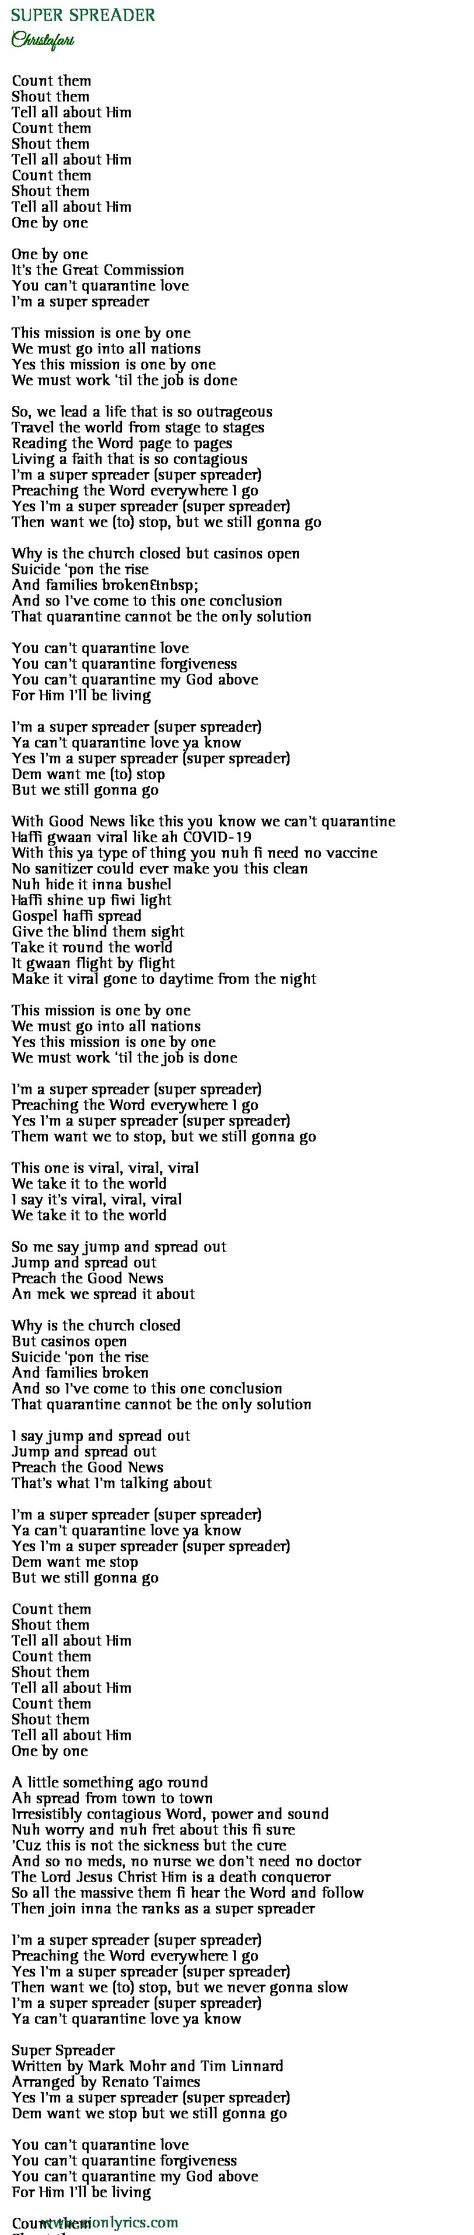 SUPER SPREADER
Christafari
Count them
Shout them
Tell all about Him
Count them
Shout them
Tell all about Him
Count them
Shout them
Tell all about Him
One by one
One by one
It's the Great Commission
You can't quarantine love
I'm a super spreader
This mission is one by one
We must go into all nations
Yes this mission is one by one
We must work 'til the job is done
So, we lead a life that is so outrageous
Travel the world from stage to stages
Reading the Word page to pages
Living a faith that is so contagious
I'm a super spreader (super spreader)
Preaching the Word everywhere I go
Yes I'm a super spreader (super spreader)
Then want we (to) stop, but we still gonna go
Why is the church closed but casinos open
Suicide 'pon the rise
And families broken&tnbsp;
And so I've come to this one conclusion
That quarantine cannot be the only solution
You can't quarantine love
You can't quarantine forgiveness
You can't quarantine my God above
For Him I'll be living
I'm a super spreader (super spreader)
Ya can't quarantine love ya know
Yes I'm a super spreader (super spreader)
Dem want me (to) stop
But we still gonna go
With Good News like this you know we can't quarantine
Haffi gwaan viral like ah COVID-19
With this ya type of thing you nuh fi need no vaccine
No sanitizer could ever make you this clean
Nuh hide it inna bushel
Haffi shine up fiwi light
Gospel haffi spread
Give the blind them sight
Take it round the world
It gwaan flight by flight
Make it viral gone to daytime from the night
This mission is one by one
We must go into all nations
Yes this mission is one by one
We must work 'til the job is done
I'm a super spreader (super spreader)
Preaching the Word everywhere I go
Yes I'm a super spreader (super spreader)
Them want we to stop, but we still gonna go
This one is viral, viral, viral
We take it to the world
I say it's viral, viral, viral
We take it to the world
So me say jump and spread out
Jump and spread out
Preach the Good News
An mek we spread it about
Why is the church closed
But casinos open
Suicide 'pon the rise
And families broken
And so I've come to this one conclusion
That quarantine cannot be the only solution
I say jump and spread out
Jump and spread out
Preach the Good News
That's what I'm talking about
I'm a super spreader (super spreader)
Ya can't quarantine love ya know
Yes I'm a super spreader (super spreader)
Dem want me stop
But we still gonna go
Count them
Shout them
Tell all about Him
Count them
Shout them
Tell all about Him
Count them
Shout them
Tell all about Him
One by one
A little something ago round
Ah spread from town to town
Irresistibly contagious Word, power and sound
Nuh worry and nuh fret about this fi sure
'Cuz this is not the sickness but the cure
And so no meds, no nurse we don't need no doctor
The Lord Jesus Christ Him is a death conqueror
So all the massive them fi hear the Word and follow
Then join inna the ranks as a super spreader
I'm a super spreader (super spreader)
Preaching the Word everywhere I go
Yes I'm a super spreader (super spreader)
Then want we (to) stop, but we never gonna slow
I'm a super spreader (super spreader)
Ya can't quarantine love ya know
Super Spreader
Written by Mark Mohr and Tim Linnard
Arranged by Renato Taimes
Yes I'm a super spreader (super spreader)
Dem want we stop but we still gonna go
You can't quarantine love
You can't quarantine forgiveness
You can't quarantine my God above
For Him I'll be living
Count them
www.zionlyrics.com